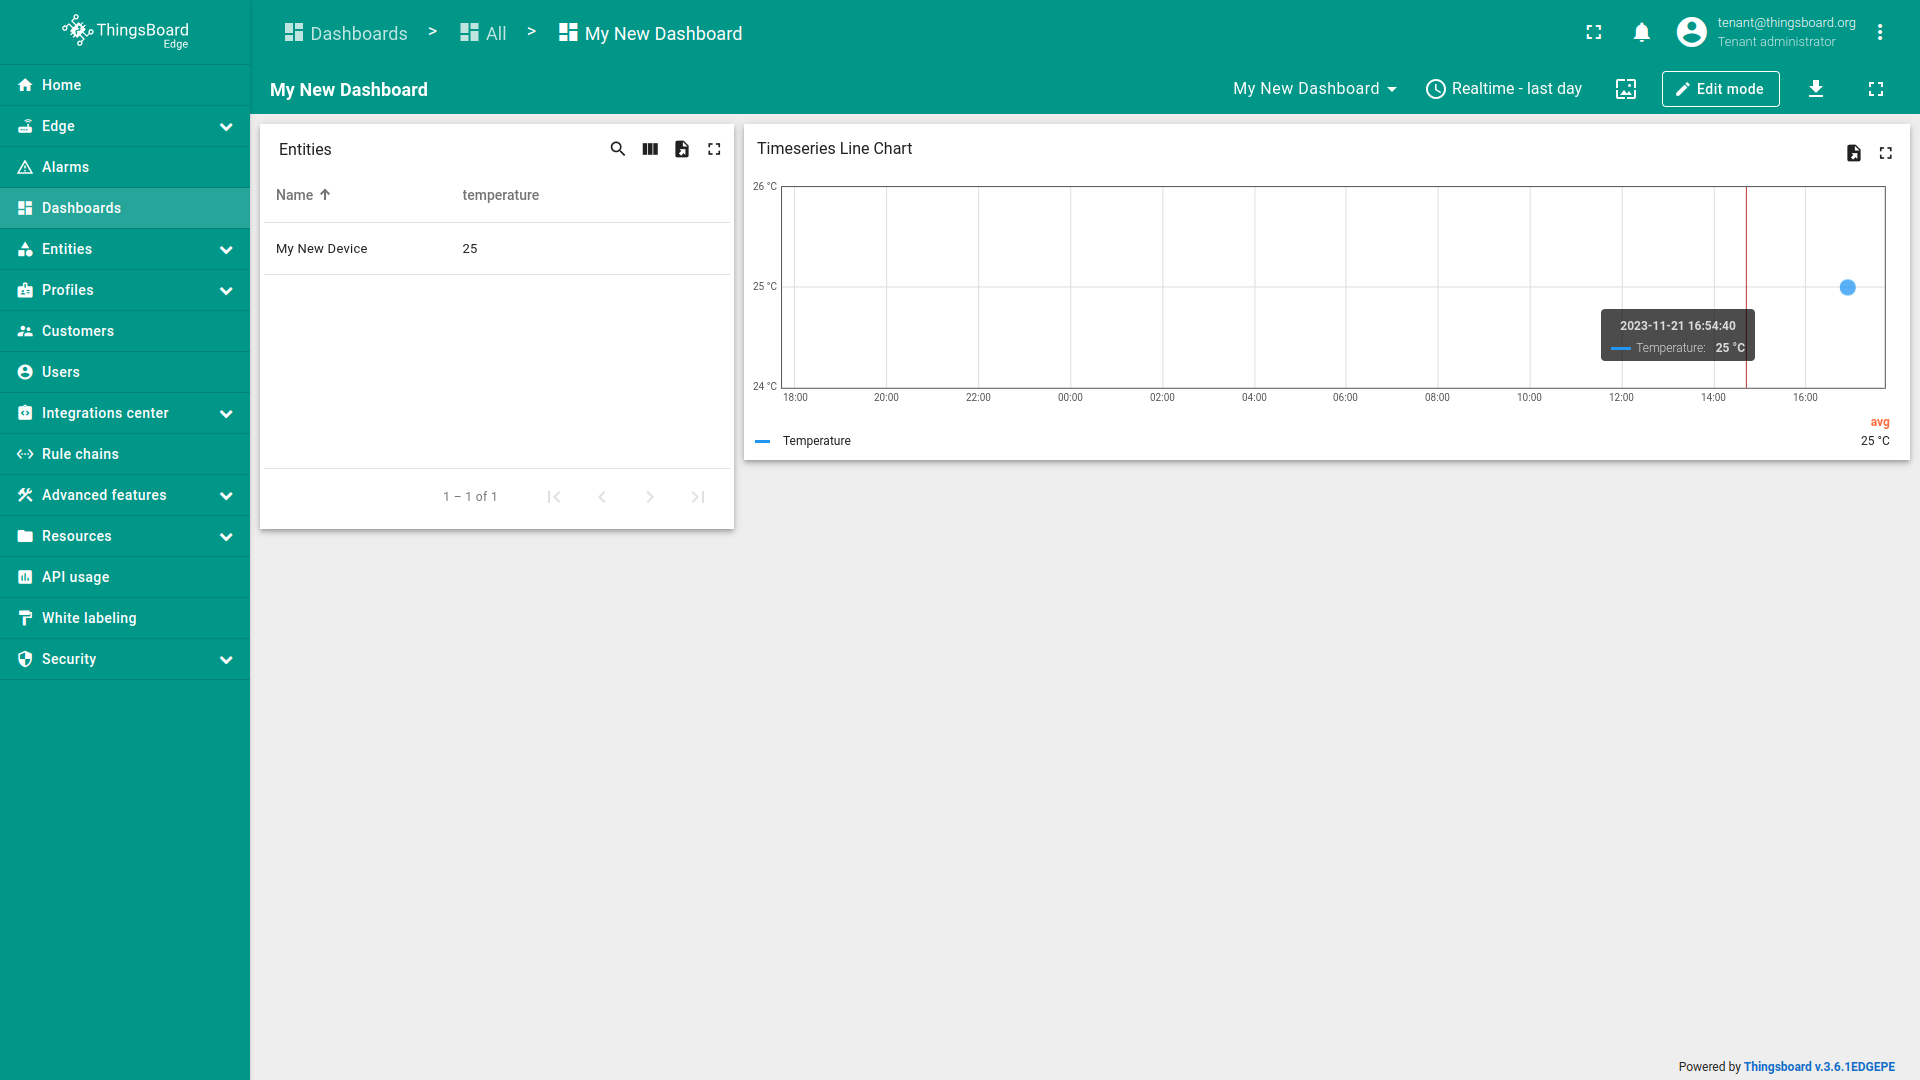 ThingsBoard
Edge
Home
Edge
Alarms
Dashboards
Entities
Profiles
Customers
Users
Integrations center
Rule chains
Advanced features
Resources
API usage
White labeling
Security
Dashboards > All > My New Dashboard
tenant@thingsboard.org
Tenant administrator
My New Dashboard
My New Dashboard
Realtime - last day
Edit mode
Entities
Name temperature
My New Device 25
1 – 1 of 1
Timeseries Line Chart
26 °C
25 °C
24 °C
2023-11-21 16:54:40
Temperature: 25 °C
18:00 20:00 22:00 00:00 02:00 04:00 06:00 08:00 10:00 12:00 14:00 16:00
avg
Temperature 25 °C
Powered by Thingsboard v.3.6.1EDGEPE